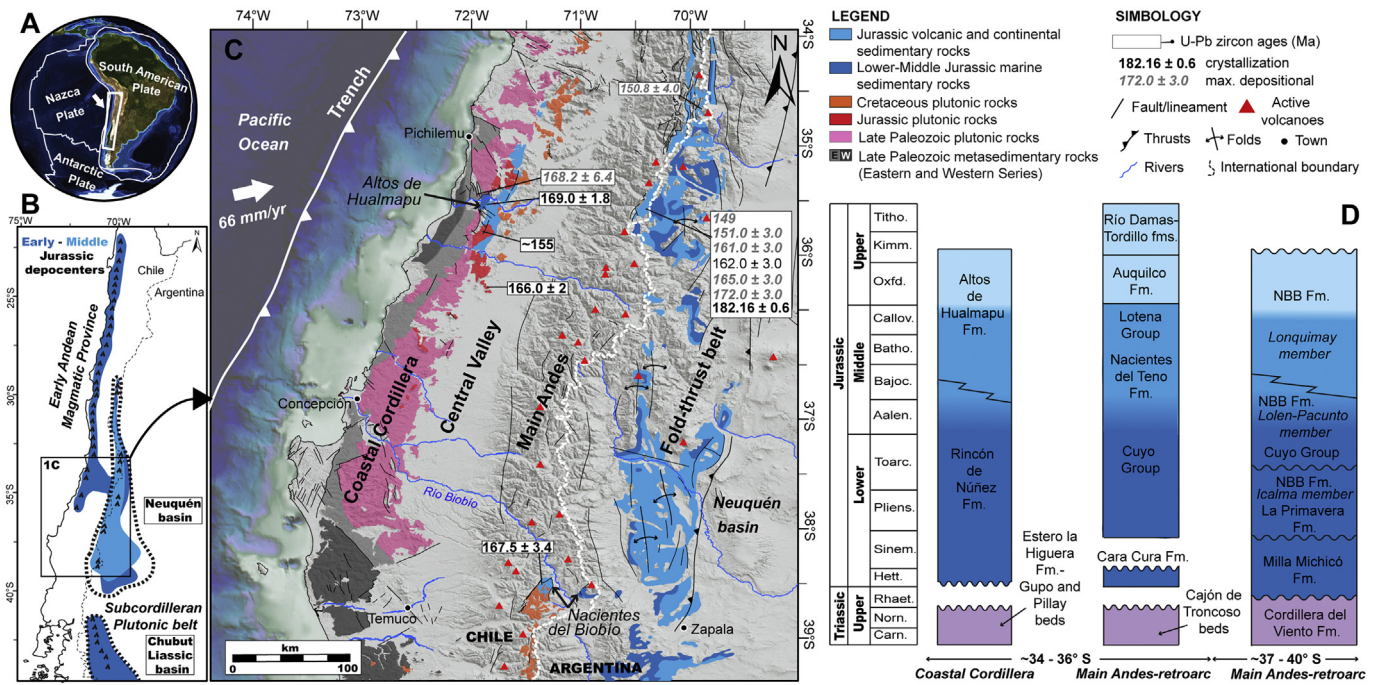 A
South American
Plate
Nazca
Plate
Antarctic
Plate
B
75°W
70°W
N
Early - Middle
Jurassic
depocenters
Chile
Argentina
25°S
30°S
35°S
40°S
Early Andean
Magmatic Province
1C
Neuquén
basin
Subcordilleran
Plutonic belt
Chubut
Liassic
basin
74°W
73°W
72°W
71°W
70°W
C
N
34°S
35°S
36°S
37°S
38°S
39°S
Trench
Pacific
Ocean
66 mm/yr
Pichilemu
Altos de
Hualmapu
150.8 ± 4.0
168.2 ± 6.4
169.0 ± 1.8
~155
166.0 ± 2
149
151.0 ± 3.0
161.0 ± 3.0
162.0 ± 3.0
165.0 ± 3.0
172.0 ± 3.0
182.16 ± 0.6
Concepción
Coastal Cordillera
Central Valley
Main Andes
Fold-thrust belt
Río Biobío
Neuquén
basin
167.5 ± 3.4
Nacientes
del Biobío
Temuco
Zapala
CHILE
ARGENTINA
km
0
100
LEGEND
Jurassic volcanic and continental
sedimentary rocks
Lower-Middle Jurassic marine
sedimentary rocks
Cretaceous plutonic rocks
Jurassic plutonic rocks
Late Paleozoic plutonic rocks
E W
Late Paleozoic metasedimentary rocks
(Eastern and Western Series)
SIMBOLOGY
U-Pb zircon ages (Ma)
182.16 ± 0.6 crystallization
172.0 ± 3.0 max. depositional
Fault/lineament
Active
volcanoes
Thrusts
Folds
Town
Rivers
International boundary
D
Jurassic
Triassic
Upper
Middle
Lower
Upper
Titho.
Kimm.
Oxfd.
Callov.
Batho.
Bajoc.
Aalen.
Toarc.
Pliens.
Sinem.
Hett.
Rhaet.
Norn.
Carn.
Altos
de
Hualmapu
Fm.
Rincón
de
Núñez
Fm.
Estero la
Higuera
Fm.-
Gupo and
Pillay
beds
Río Damas-
Tordillo fms.
Auquilco
Fm.
Lotena
Group
Nacientes
del Teno
Fm.
Cuyo
Group
Cara Cura Fm.
Cajón de
Troncoso
beds
NBB Fm.
Lonquimay
member
NBB Fm.
Lolen-Pacunto
member
Cuyo Group
NBB Fm.
Icalma member
La Primavera
Fm.
Milla Michicó
Fm.
Cordillera del
Viento Fm.
~34 - 36° S
~37 - 40° S
Coastal Cordillera
Main Andes-retroarc
Main Andes-retroarc